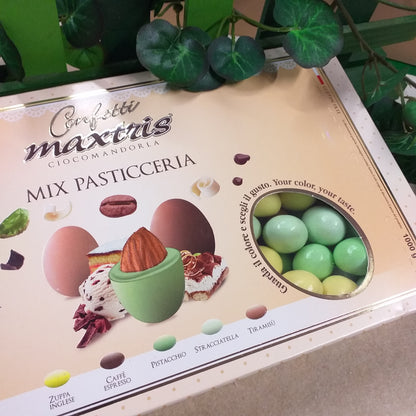 Confetti
maxtris
CIOCOMANDORLA
MIX PASTICCERIA
Guarda il colore e scegli il gusto. Your color, your taste.
ZUPPA
INGLESE
CAFFÈ
ESPRESSO
PISTACCHIO
STRACCIATELLA
TIRAMISÙ
1000 g